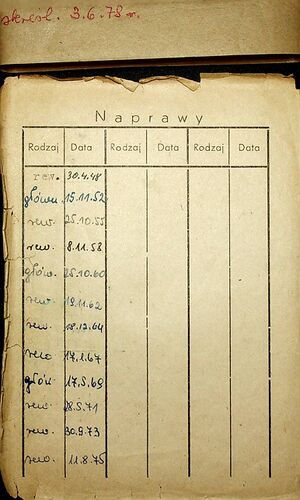 skreśl. 3.6.78 r.
Naprawy
Rodzaj Data Rodzaj Data Rodzaj Data
rew. 30.4.48
główn. 15.11.52
rew. 25.10.55
rew. 8.11.58
głów. 25.10.60
rew. 19.11.62
rew. 18.12.64
rew 17.1.67
głów 17.5.69
rew. 28.5.71
rew. 30.9.73
rew. 11.8.75